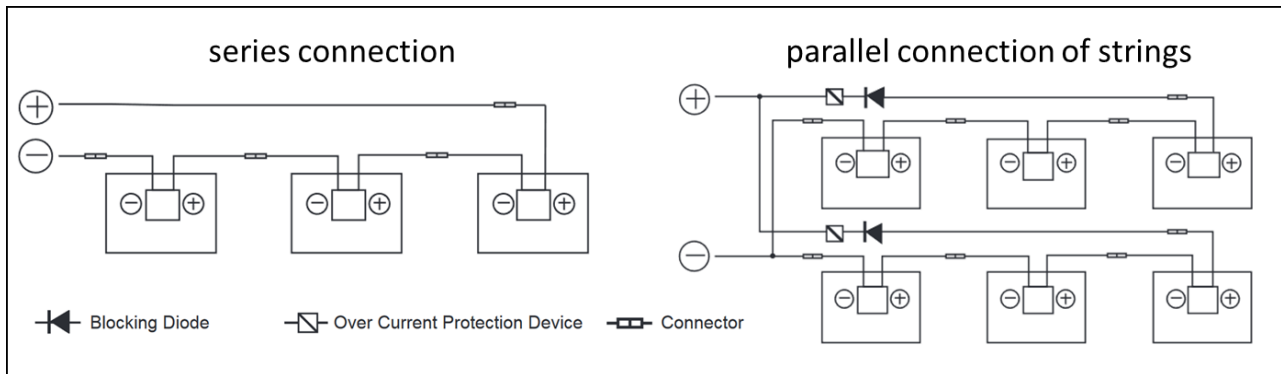 series connection
parallel connection of strings
+
−
− + − + − +
+
− + − + − +
−
− + − + − +
Blocking Diode Over Current Protection Device Connector